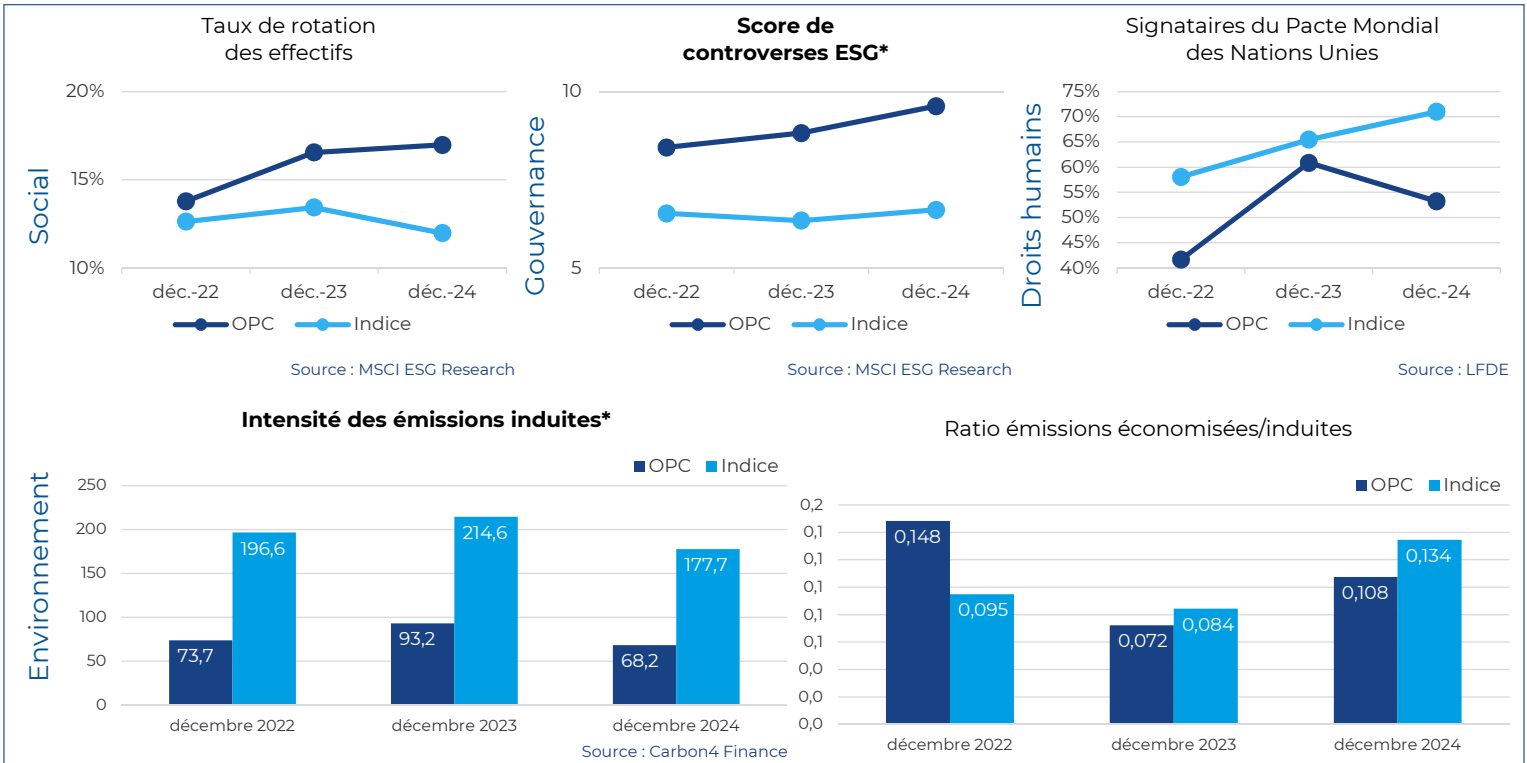 Taux de rotation
des effectifs
Social
20%
15%
10%
déc.-22 déc.-23 déc.-24
OPC Indice
Source : MSCI ESG Research
Score de
controverses ESG*
Gouvernance
10
5
déc.-22 déc.-23 déc.-24
OPC Indice
Source : MSCI ESG Research
Signataires du Pacte Mondial
des Nations Unies
Droits humains
75%
70%
65%
60%
55%
50%
45%
40%
déc.-22 déc.-23 déc.-24
OPC Indice
Source : LFDE
Intensité des émissions induites*
Environnement
OPC Indice
250
200
150
100
50
0
73,7
196,6
93,2
214,6
68,2
177,7
décembre 2022 décembre 2023 décembre 2024
Source : Carbon4 Finance
Ratio émissions économisées/induites
OPC Indice
0,2
0,1
0,1
0,1
0,1
0,1
0,0
0,0
0,0
0,148
0,095
0,072
0,084
0,108
0,134
décembre 2022 décembre 2023 décembre 2024